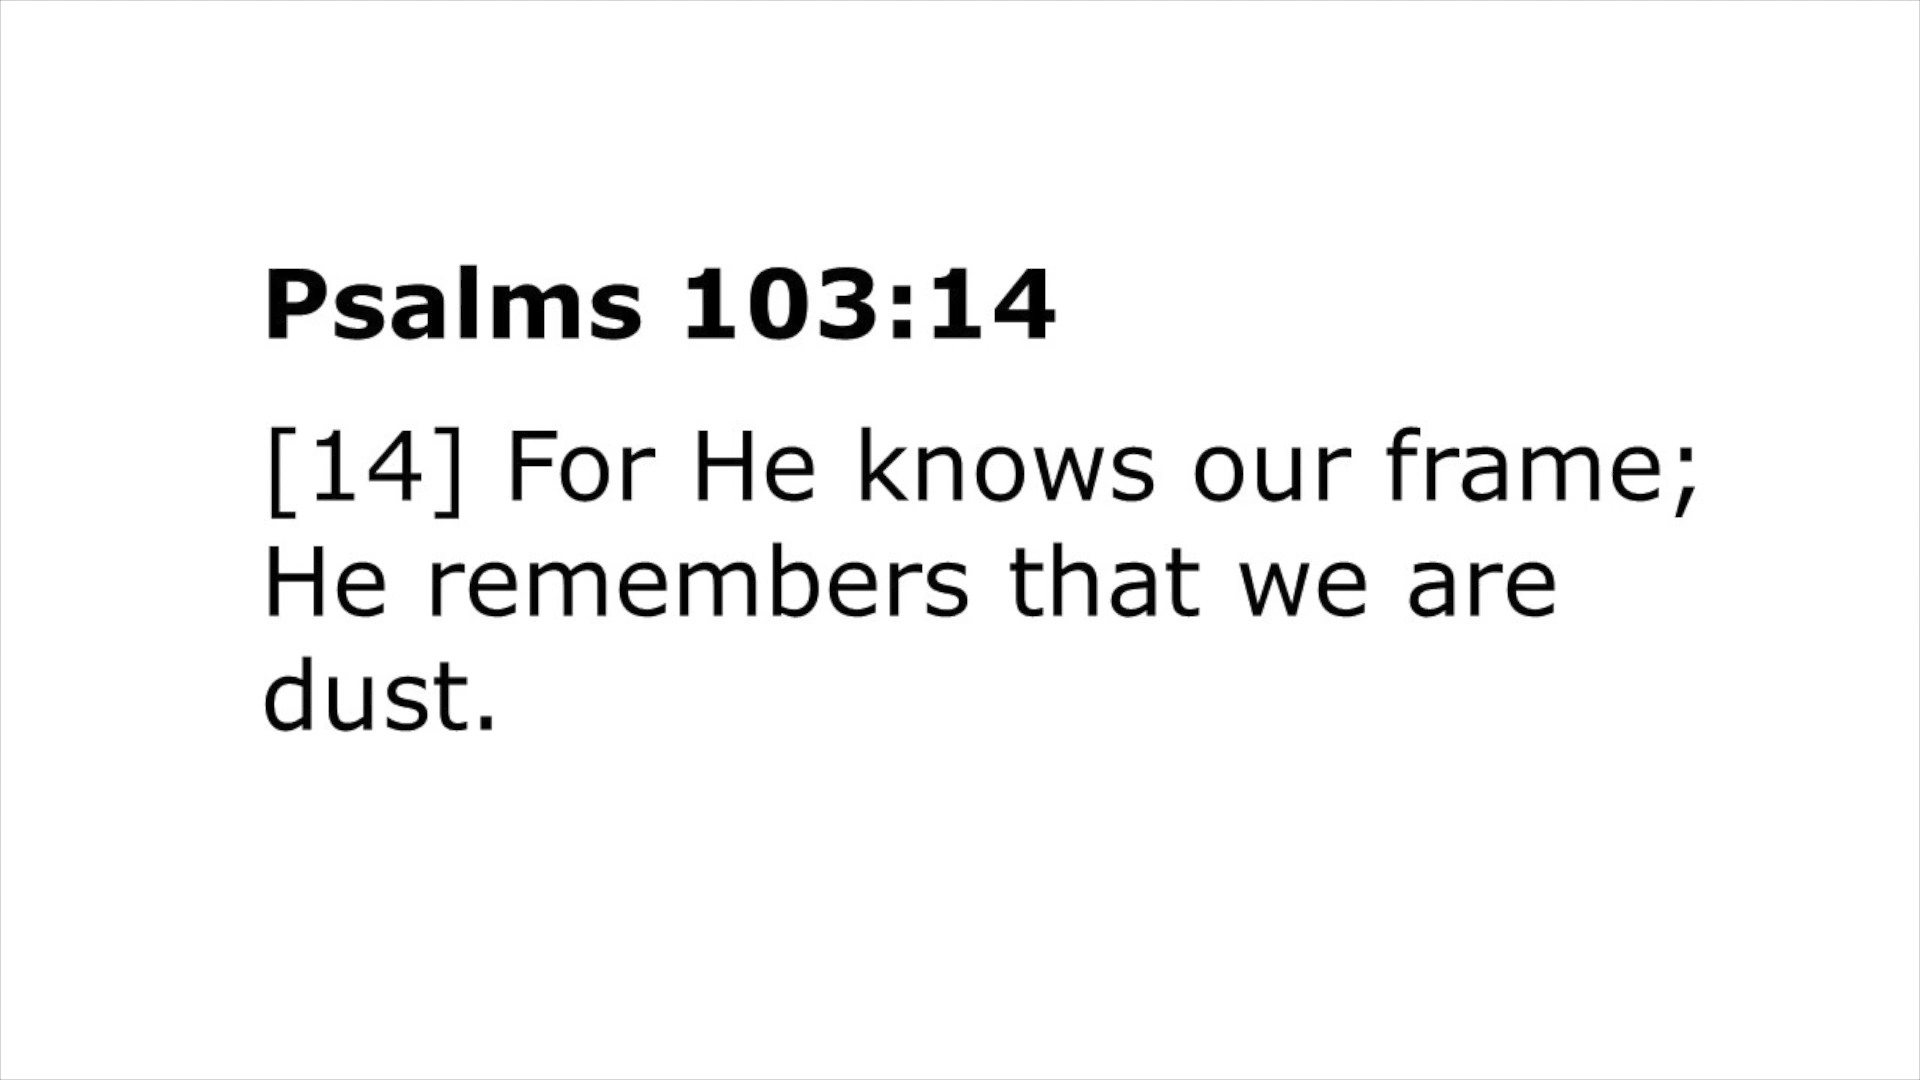 Psalms 103:14
[14] For He knows our frame;
He remembers that we are
dust.